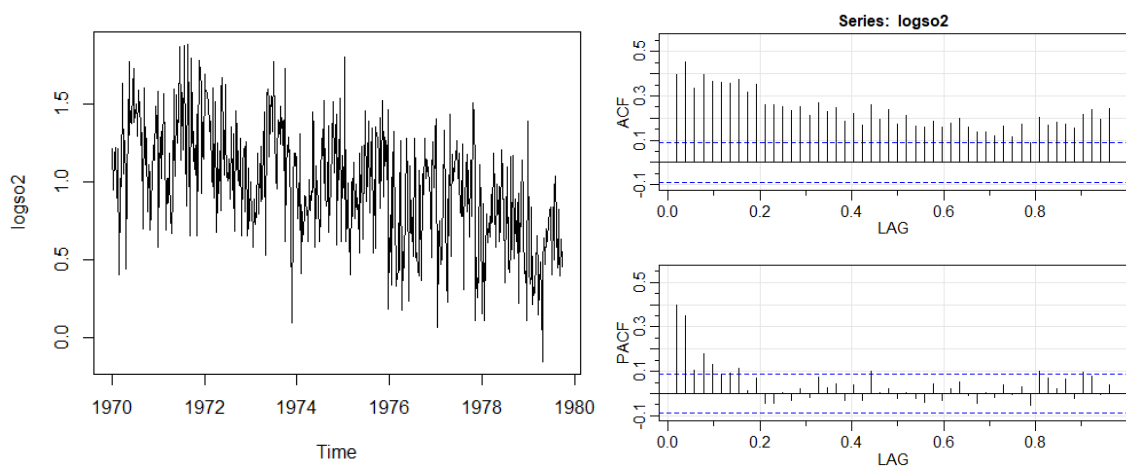 logso2
0.0 0.5 1.0 1.5
1970 1972 1974 1976 1978 1980
Time
Series: logso2
ACF
-0.1 0.1 0.3 0.5
0.0 0.2 0.4 0.6 0.8
LAG
PACF
-0.1 0.1 0.3 0.5
0.0 0.2 0.4 0.6 0.8
LAG